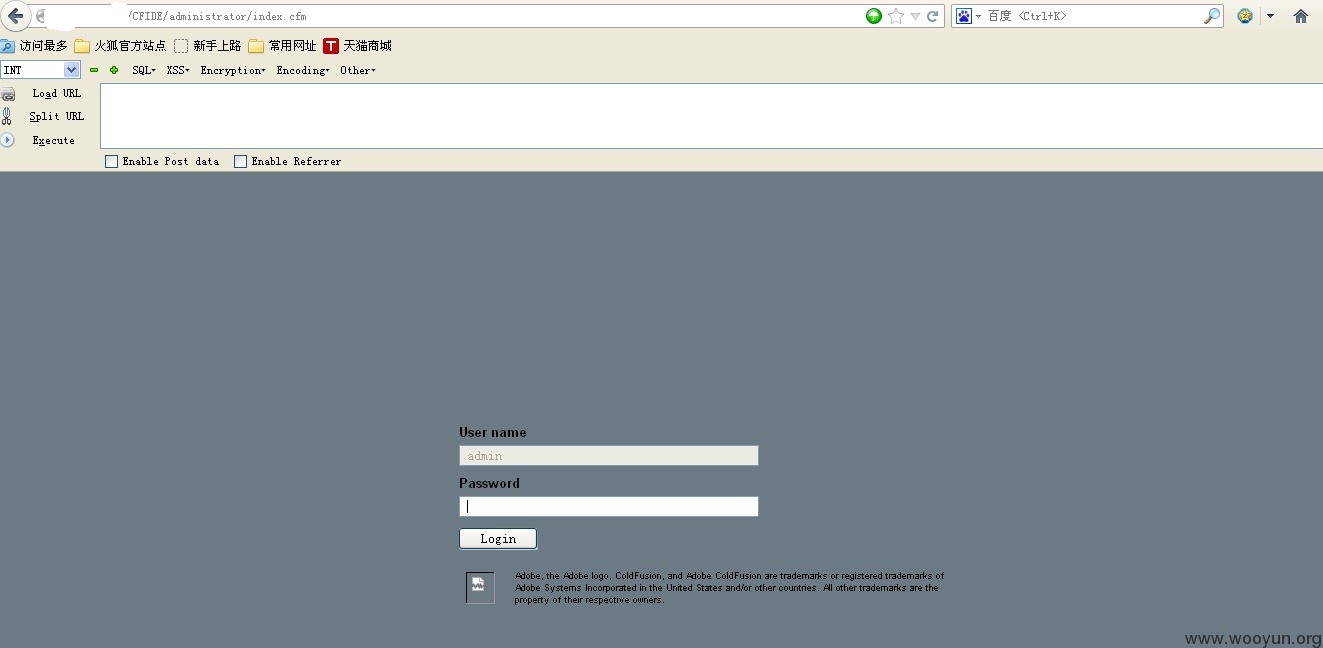 /CFIDE/administrator/index.cfm
百度 <Ctrl+K>
访问最多 火狐官方站点 新手上路 常用网址 T 天猫商城
INT SQL▾ XSS▾ Encryption▾ Encoding▾ Other▾
Load URL
Split URL
Execute
Enable Post data Enable Referrer
User name
admin
Password
Login
Adobe, the Adobe logo, ColdFusion, and Adobe ColdFusion are trademarks or registered trademarks of
Adobe Systems Incorporated in the United States and/or other countries. All other trademarks are the
property of their respective owners.
www.wooyun.org